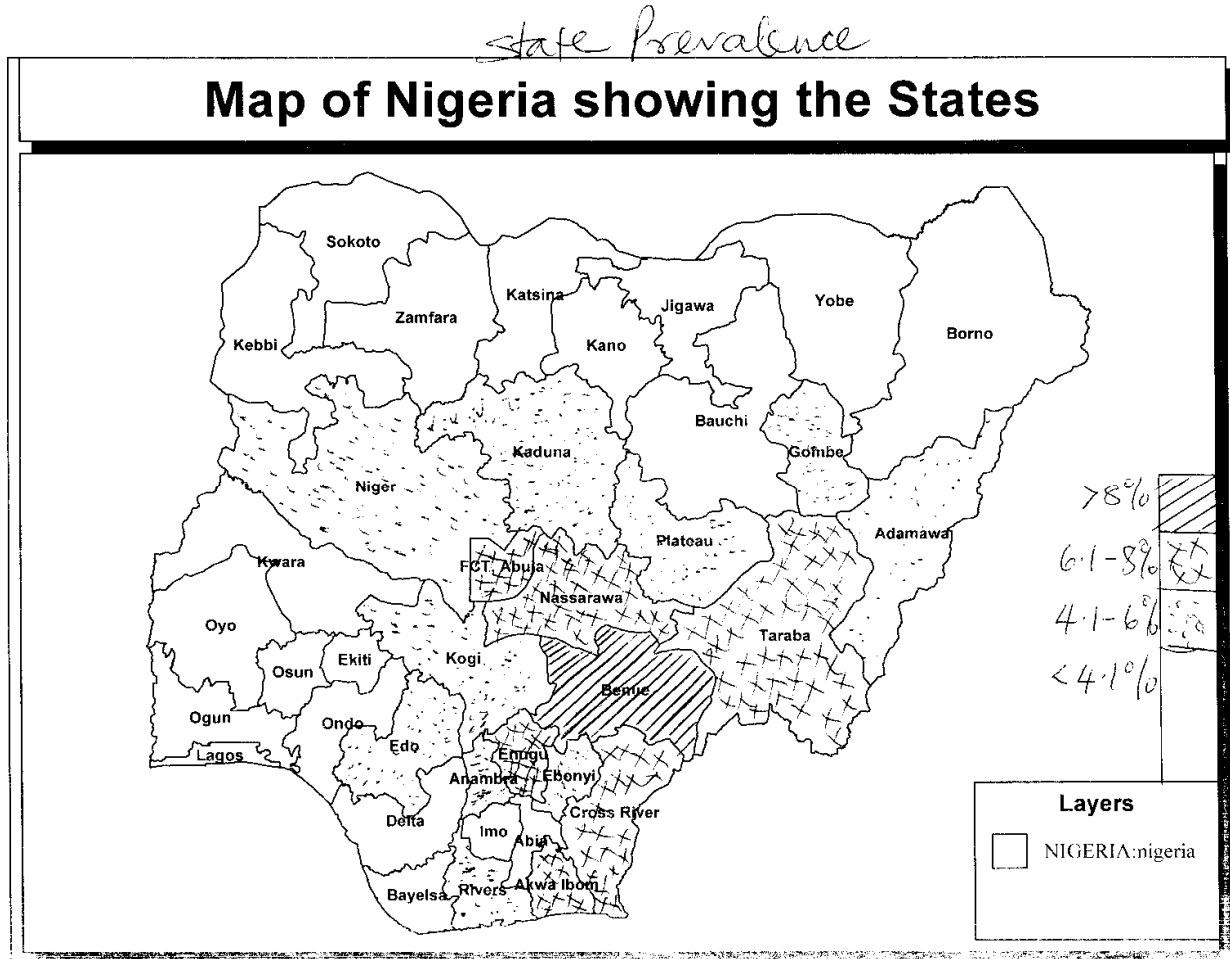 State Prevalence
Map of Nigeria showing the States
Sokoto
Katsina
Jigawa
Yobe
Zamfara
Kebbi
Kano
Borno
Bauchi
Kaduna
Gombe
Niger
Adamawa
Plateau
Kwara
FCT, Abuja
Nassarawa
Oyo
Taraba
Kogi
Ekiti
Osun
Benue
Ogun
Ondo
Lagos
Edo
Enugu
Anambra
Ebonyi
Delta
Imo
Abia
Cross River
Bayelsa
Rivers
Akwa Ibom
>8%
6.1-8%
4.1-6%
<4.1%
Layers
NIGERIA:nigeria